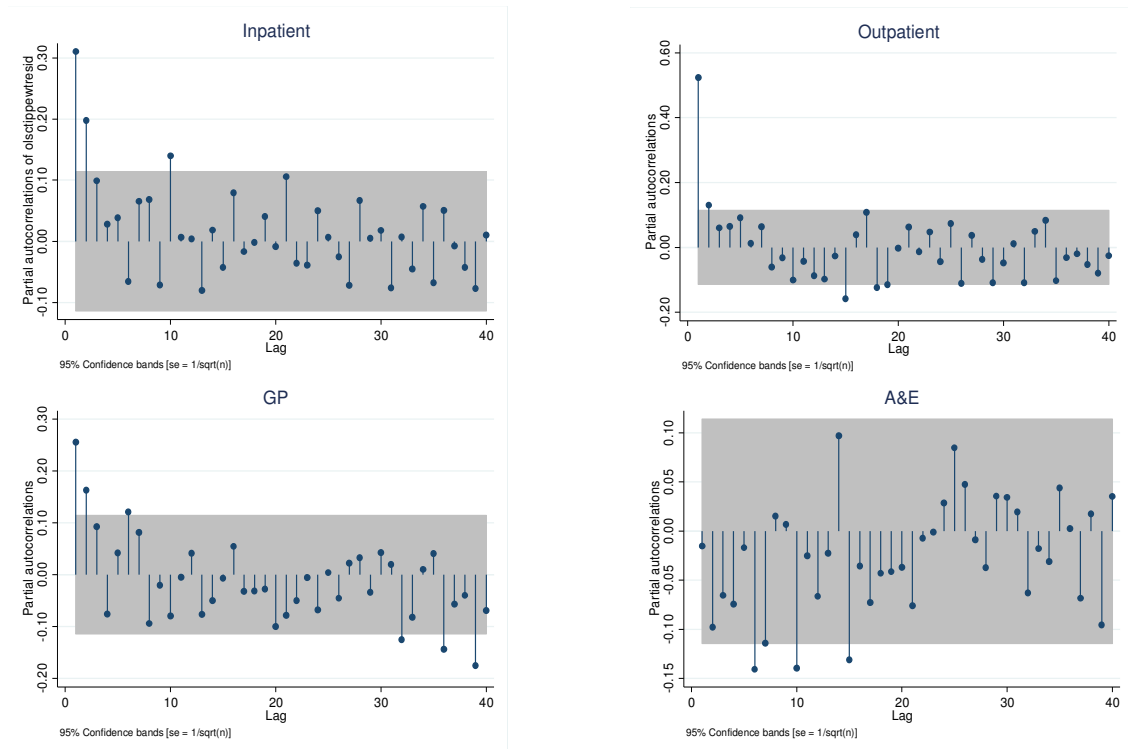 Inpatient
Partial autocorrelations of olsctippewtresid
0.30
0.20
0.10
0.00
-0.10
0 10 20 30 40
Lag
95% Confidence bands [se = 1/sqrt(n)]
Outpatient
Partial autocorrelations
0.60
0.40
0.20
0.00
-0.20
0 10 20 30 40
Lag
95% Confidence bands [se = 1/sqrt(n)]
GP
Partial autocorrelations
0.30
0.20
0.10
0.00
-0.10
-0.20
0 10 20 30 40
Lag
95% Confidence bands [se = 1/sqrt(n)]
A&E
Partial autocorrelations
0.10
0.05
0.00
-0.05
-0.10
-0.15
0 10 20 30 40
Lag
95% Confidence bands [se = 1/sqrt(n)]